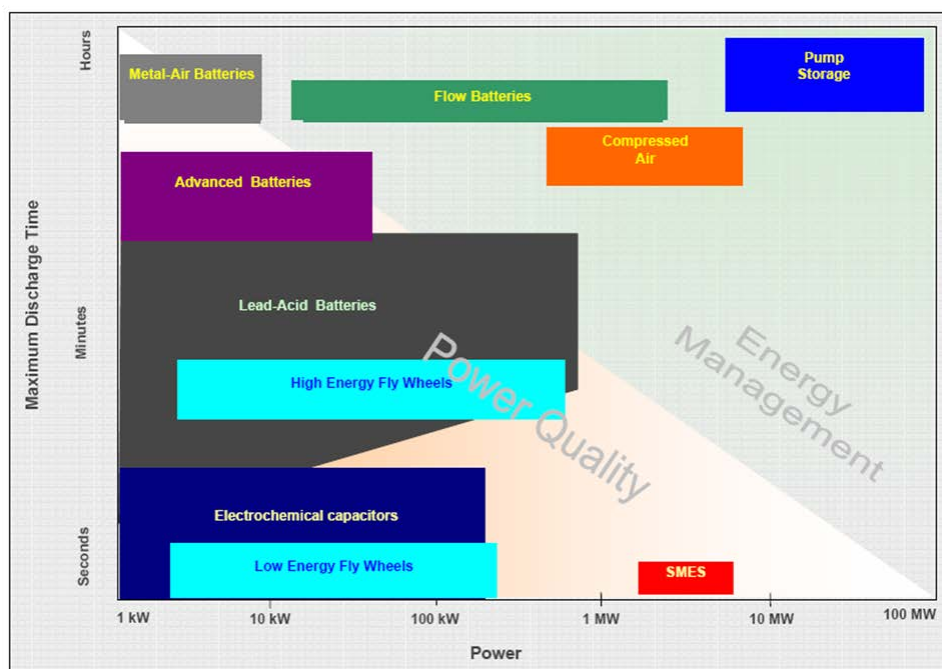 Hours
Metal-Air Batteries
Flow Batteries
Pump
Storage
Compressed
Air
Advanced Batteries
Maximum Discharge Time
Minutes
Lead-Acid Batteries
High Energy Fly Wheels
Power Quality
Energy
Management
Seconds
Electrochemical capacitors
Low Energy Fly Wheels
SMES
1 kW
10 kW
100 kW
1 MW
10 MW
100 MW
Power